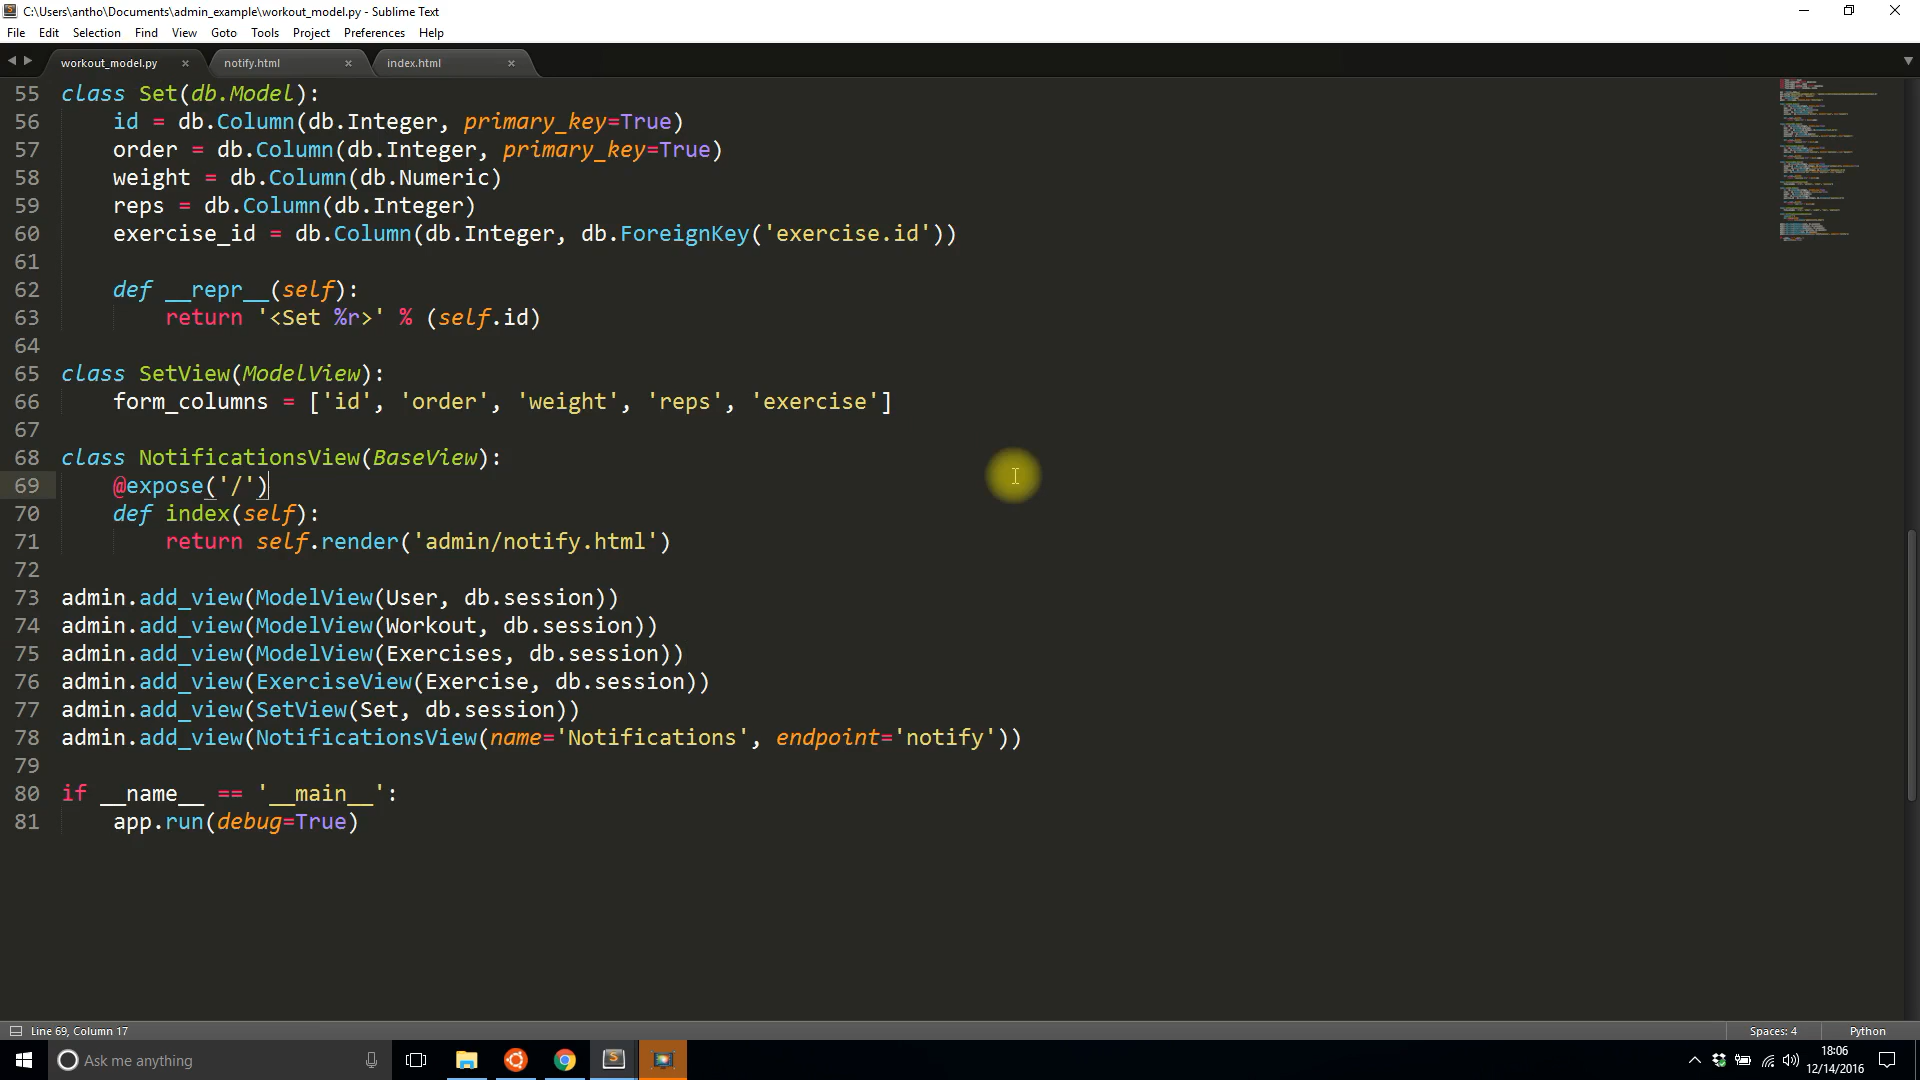 C:\Users\antho\Documents\admin_example\workout_model.py - Sublime Text
File Edit Selection Find View Goto Tools Project Preferences Help
workout_model.py × notify.html × index.html ×
55 class Set(db.Model):
56     id = db.Column(db.Integer, primary_key=True)
57     order = db.Column(db.Integer, primary_key=True)
58     weight = db.Column(db.Numeric)
59     reps = db.Column(db.Integer)
60     exercise_id = db.Column(db.Integer, db.ForeignKey('exercise.id'))
61
62     def __repr__(self):
63         return '<Set %r>' % (self.id)
64
65 class SetView(ModelView):
66     form_columns = ['id', 'order', 'weight', 'reps', 'exercise']
67
68 class NotificationsView(BaseView):
69     @expose('/')
70     def index(self):
71         return self.render('admin/notify.html')
72
73 admin.add_view(ModelView(User, db.session))
74 admin.add_view(ModelView(Workout, db.session))
75 admin.add_view(ModelView(Exercises, db.session))
76 admin.add_view(ExerciseView(Exercise, db.session))
77 admin.add_view(SetView(Set, db.session))
78 admin.add_view(NotificationsView(name='Notifications', endpoint='notify'))
79
80 if __name__ == '__main__':
81     app.run(debug=True)
Line 69, Column 17 Spaces: 4 Python
Ask me anything
18:06
12/14/2016